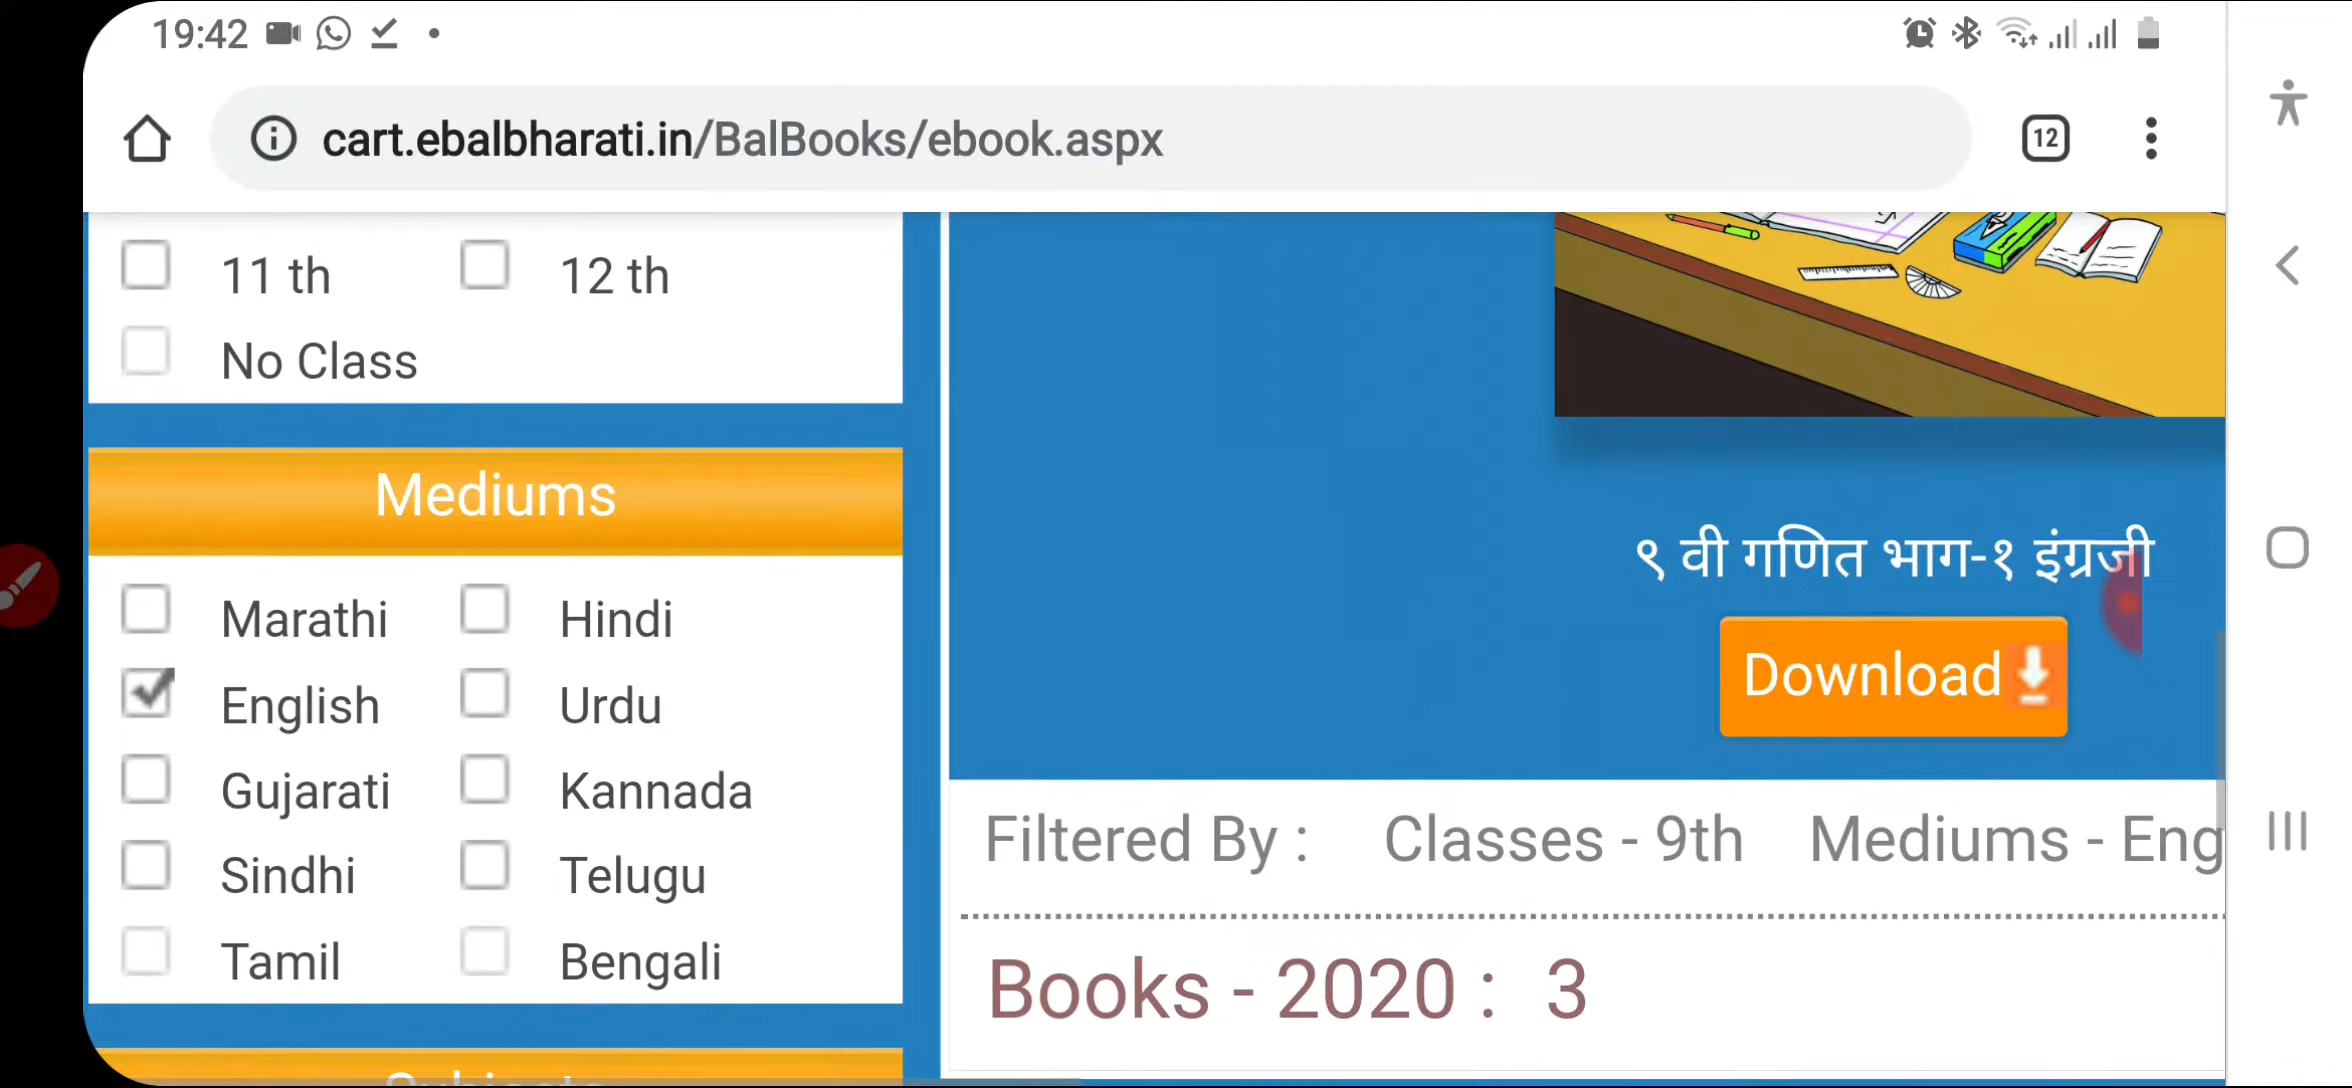 19:42
cart.ebalbharati.in/BalBooks/ebook.aspx
12
11 th
12 th
No Class
Mediums
Marathi
Hindi
English
Urdu
Gujarati
Kannada
Sindhi
Telugu
Tamil
Bengali
९ वी गणित भाग-१ इंग्रजी
Download
Filtered By : Classes - 9th Mediums - Eng
Books - 2020 : 3